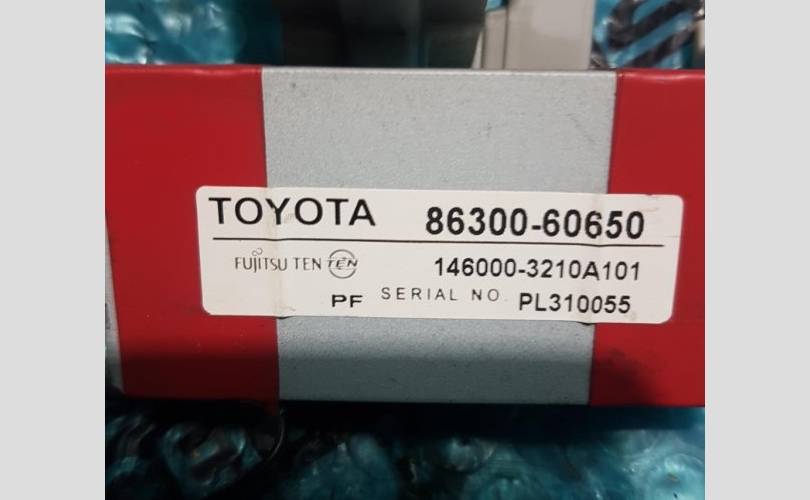 TOYOTA 86300-60650
FUJITSU TEN TEN 146000-3210A101
PF SERIAL NO. PL310055